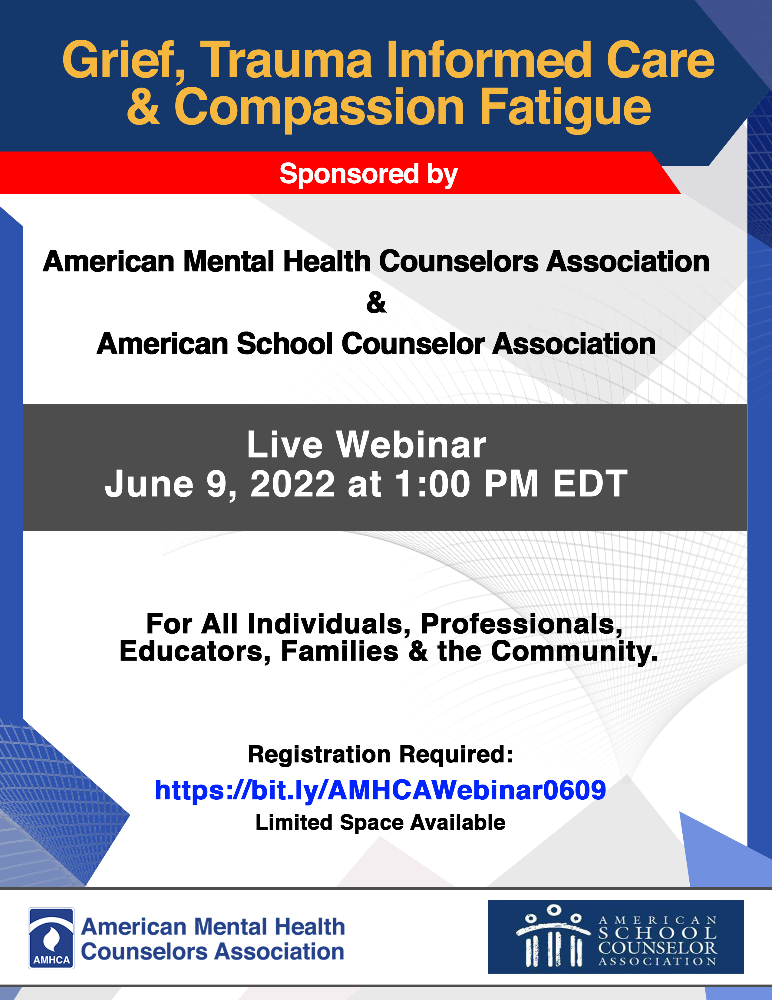 Grief, Trauma Informed Care
& Compassion Fatigue
Sponsored by
American Mental Health Counselors Association
&
American School Counselor Association
Live Webinar
June 9, 2022 at 1:00 PM EDT
For All Individuals, Professionals,
Educators, Families & the Community.
Registration Required:
https://bit.ly/AMHCAWebinar0609
Limited Space Available
AMHCA
American Mental Health
Counselors Association
AMERICAN
SCHOOL
COUNSELOR
ASSOCIATION